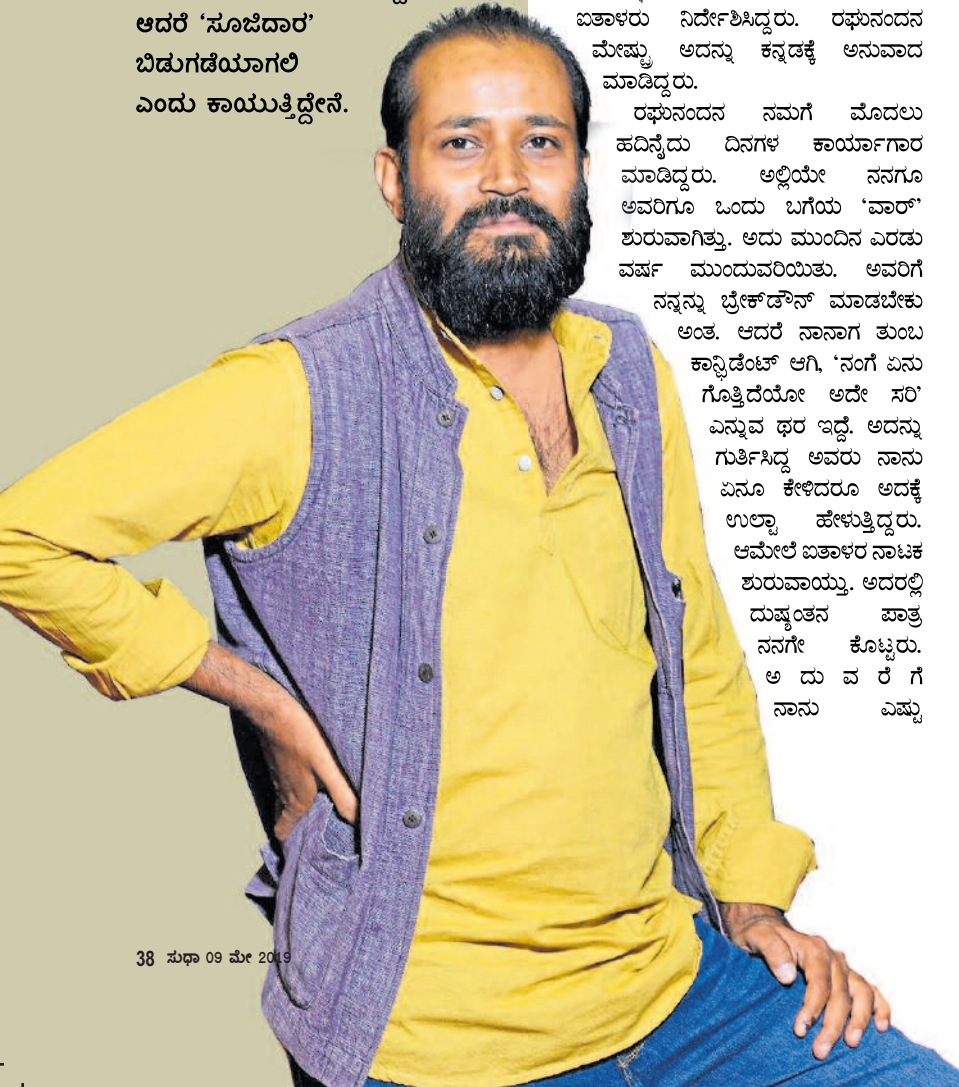 ಆದರೆ ‘ಸೂಜಿದಾರ’
ಬಿಡುಗಡೆಯಾಗಲಿ
ಎಂದು ಕಾಯುತ್ತಿದ್ದೇನೆ.
ಐತಾಳರು ನಿರ್ದೇಶಿಸಿದ್ದರು. ರಘುನಂದನ
ಮೇಷ್ಟ್ರು ಅದನ್ನು ಕನ್ನಡಕ್ಕೆ ಅನುವಾದ
ಮಾಡಿದ್ದರು.
ರಘುನಂದನ ನಮಗೆ ಮೊದಲು
ಹದಿನೈದು ದಿನಗಳ ಕಾರ್ಯಾಗಾರ
ಮಾಡಿದ್ದರು. ಅಲ್ಲಿಯೇ ನನಗೂ
ಅವರಿಗೂ ಒಂದು ಬಗೆಯ ‘ವಾರ್’
ಶುರುವಾಗಿತ್ತು. ಅದು ಮುಂದಿನ ಎರಡು
ವರ್ಷ ಮುಂದುವರಿಯಿತು. ಅವರಿಗೆ
ನನ್ನನ್ನು ಬ್ರೇಕ್‌ಡೌನ್ ಮಾಡಬೇಕು
ಅಂತ. ಆದರೆ ನಾನಾಗ ತುಂಬ
ಕಾನ್ಫಿಡೆಂಟ್ ಆಗಿ, ‘ನಂಗೆ ಏನು
ಗೊತ್ತಿದೆಯೋ ಅದೇ ಸರಿ’
ಎನ್ನುವ ಥರ ಇದ್ದೆ. ಅದನ್ನು
ಗುರ್ತಿಸಿದ್ದ ಅವರು ನಾನು
ಏನೂ ಕೇಳಿದರೂ ಅದಕ್ಕೆ
ಉಲ್ಟಾ ಹೇಳುತ್ತಿದ್ದರು.
ಆಮೇಲೆ ಐತಾಳರ ನಾಟಕ
ಶುರುವಾಯ್ತು. ಅದರಲ್ಲಿ
ದುಷ್ಯಂತನ ಪಾತ್ರ
ನನಗೇ ಕೊಟ್ಟರು.
ಅದುವರೆಗೆ
ನಾನು ಎಷ್ಟು
38 ಸುಧಾ 09 ಮೇ 2019